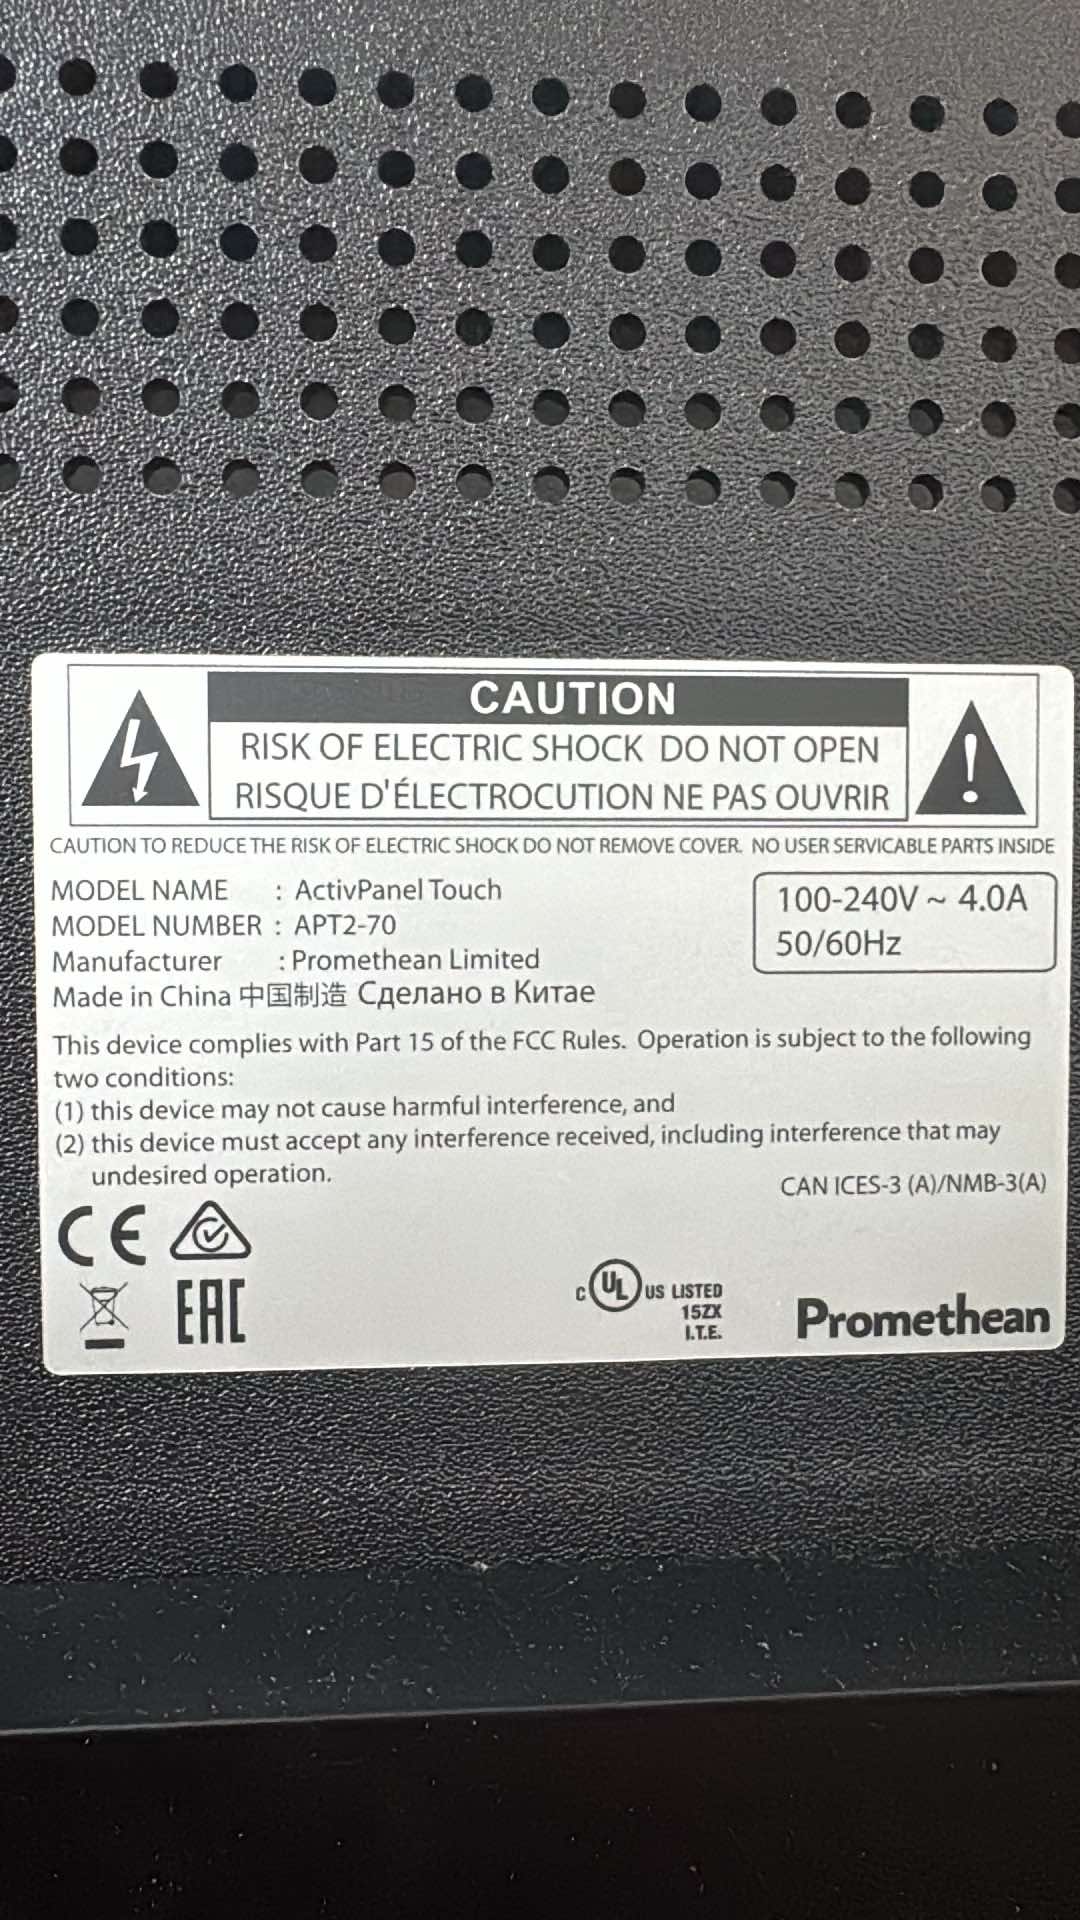 CAUTION
RISK OF ELECTRIC SHOCK DO NOT OPEN
RISQUE D'ÉLECTROCUTION NE PAS OUVRIR
CAUTION TO REDUCE THE RISK OF ELECTRIC SHOCK DO NOT REMOVE COVER. NO USER SERVICABLE PARTS INSIDE
MODEL NAME : ActivPanel Touch
MODEL NUMBER : APT2-70
Manufacturer : Promethean Limited
Made in China 中国制造 Сделано в Китае
100-240V ~ 4.0A
50/60Hz
This device complies with Part 15 of the FCC Rules. Operation is subject to the following
two conditions:
(1) this device may not cause harmful interference, and
(2) this device must accept any interference received, including interference that may
undesired operation.
CAN ICES-3 (A)/NMB-3(A)
CE
EAC
C UL US LISTED
15ZX
I.T.E.
Promethean